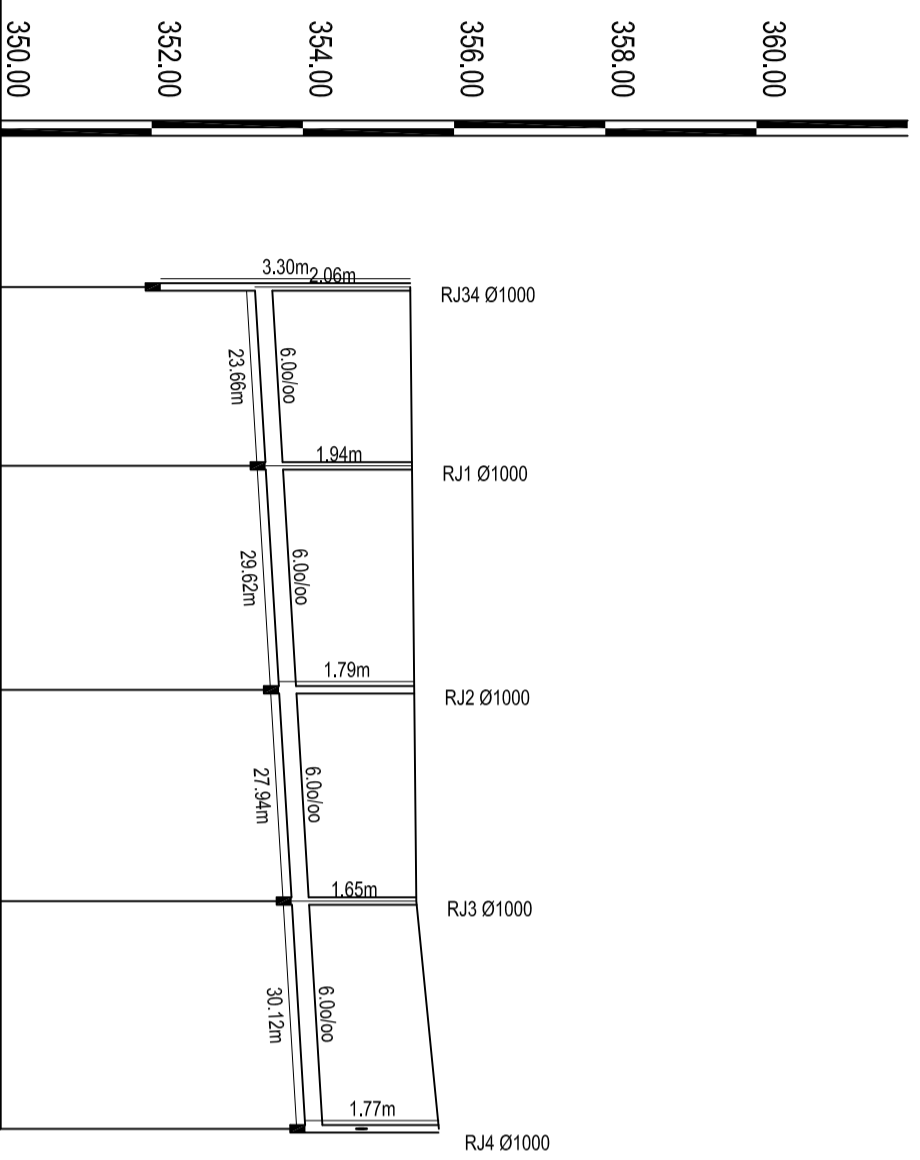 350.00
352.00
354.00
356.00
358.00
360.00
3.30m
2.06m
RJ34 Ø1000
23.66m
6.0o/oo
1.94m
RJ1 Ø1000
29.62m
6.0o/oo
1.79m
RJ2 Ø1000
27.94m
6.0o/oo
1.65m
RJ3 Ø1000
30.12m
6.0o/oo
1.77m
RJ4 Ø1000